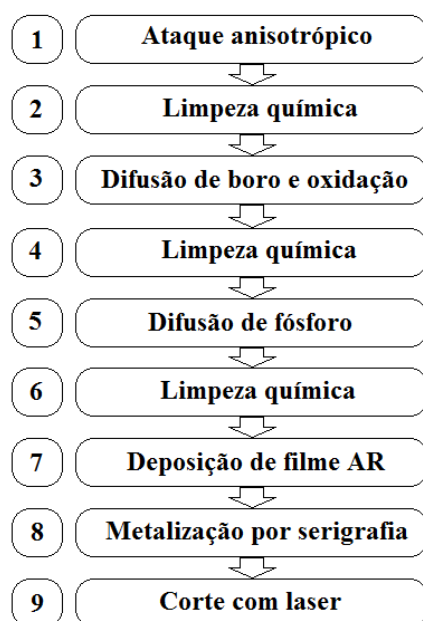 1 Ataque anisotrópico
2 Limpeza química
3 Difusão de boro e oxidação
4 Limpeza química
5 Difusão de fósforo
6 Limpeza química
7 Deposição de filme AR
8 Metalização por serigrafia
9 Corte com laser